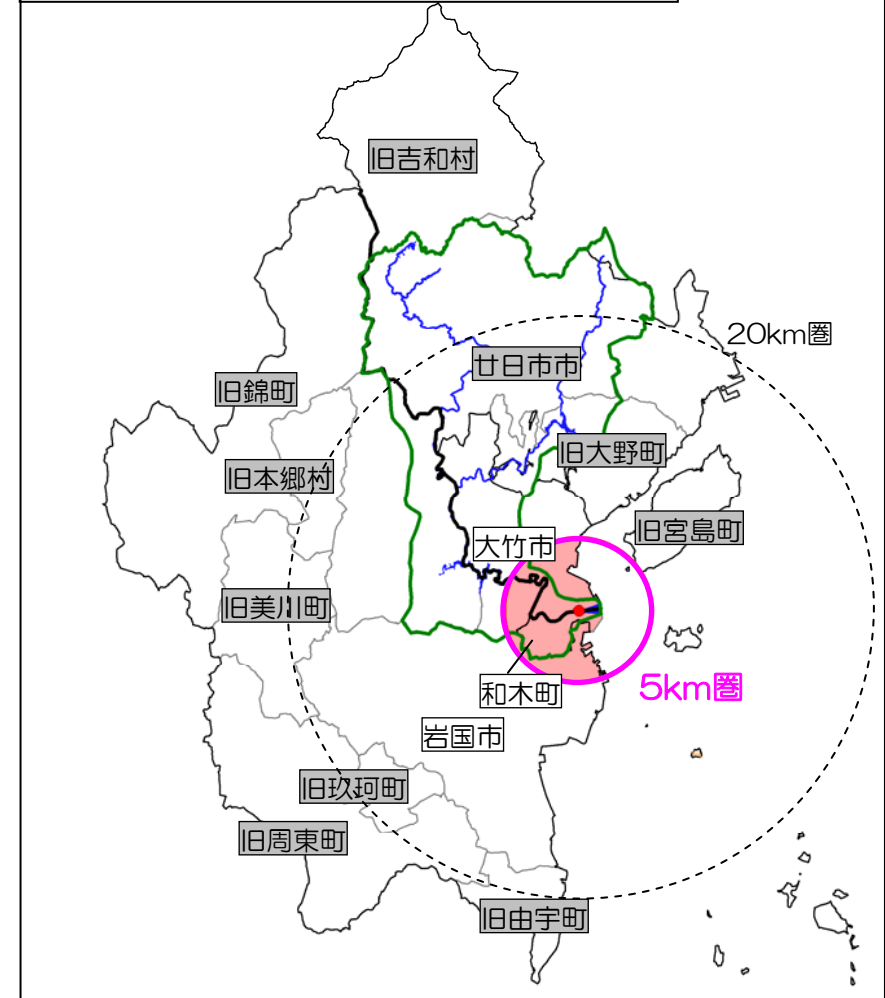 旧吉和村
20km圏
廿日市市
旧錦町
旧大野町
旧本郷村
旧宮島町
大竹市
旧美川町
5km圏
和木町
岩国市
旧玖珂町
旧周東町
旧由宇町